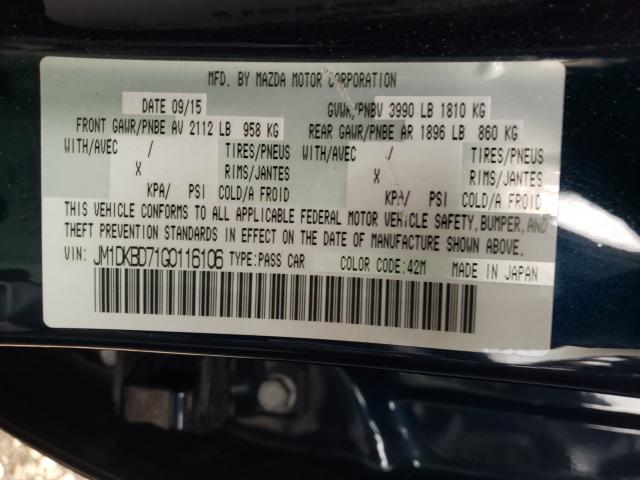 MFD. BY MAZDA MOTOR CORPORATION
DATE 09/15 GVWR/PNBV 3990 LB 1810 KG
FRONT GAWR/PNBE AV 2112 LB 958 KG REAR GAWR/PNBE AR 1896 LB 860 KG
WITH/AVEC / TIRES/PNEUS WITH/AVEC / TIRES/PNEUS
X RIMS/JANTES X RIMS/JANTES
KPA/ PSI COLD/A FROID KPA/ PSI COLD/A FROID
THIS VEHICLE CONFORMS TO ALL APPLICABLE FEDERAL MOTOR VEHICLE SAFETY, BUMPER, AND
THEFT PREVENTION STANDARDS IN EFFECT ON THE DATE OF MANUFACTURE SHOWN ABOVE.
VIN: JM1DKBD71G0116106 TYPE:PASS CAR COLOR CODE:42M MADE IN JAPAN